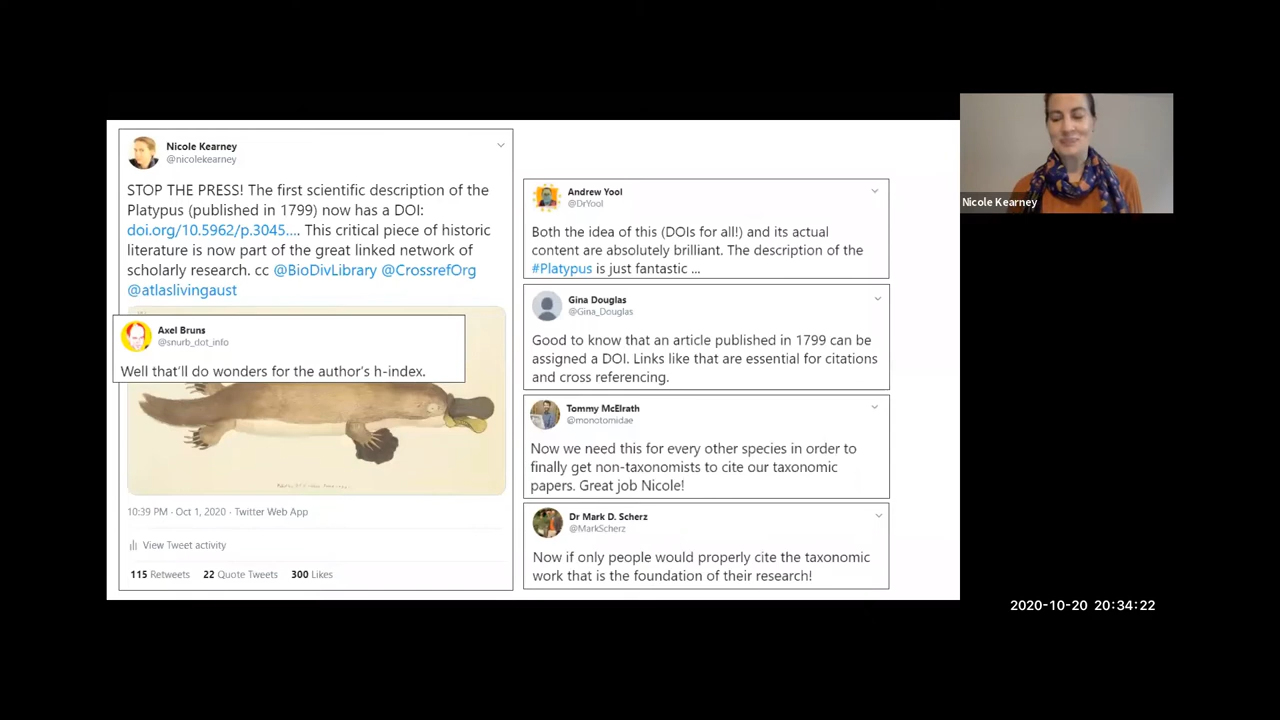 Nicole Kearney
@nicolekearney
STOP THE PRESS! The first scientific description of the
Platypus (published in 1799) now has a DOI:
doi.org/10.5962/p.3045.... This critical piece of historic
literature is now part of the great linked network of
scholarly research. cc @BioDivLibrary @CrossrefOrg
@atlaslivingaust
Axel Bruns
@snurb_dot_info
Well that'll do wonders for the author's h-index.
10:39 PM · Oct 1, 2020 · Twitter Web App
View Tweet activity
115 Retweets 22 Quote Tweets 300 Likes
Andrew Yool
@DrYool
Both the idea of this (DOIs for all!) and its actual
content are absolutely brilliant. The description of the
#Platypus is just fantastic ...
Gina Douglas
@Gina_Douglas
Good to know that an article published in 1799 can be
assigned a DOI. Links like that are essential for citations
and cross referencing.
Tommy McElrath
@monotomidae
Now we need this for every other species in order to
finally get non-taxonomists to cite our taxonomic
papers. Great job Nicole!
Dr Mark D. Scherz
@MarkScherz
Now if only people would properly cite the taxonomic
work that is the foundation of their research!
Nicole Kearney
2020-10-20 20:34:22